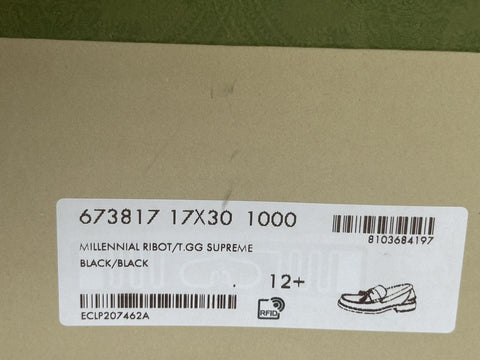 673817 17X30 1000
8103684197
MILLENNIAL RIBOT/T.GG SUPREME
BLACK/BLACK
. 12+
ECLP207462A
RFID